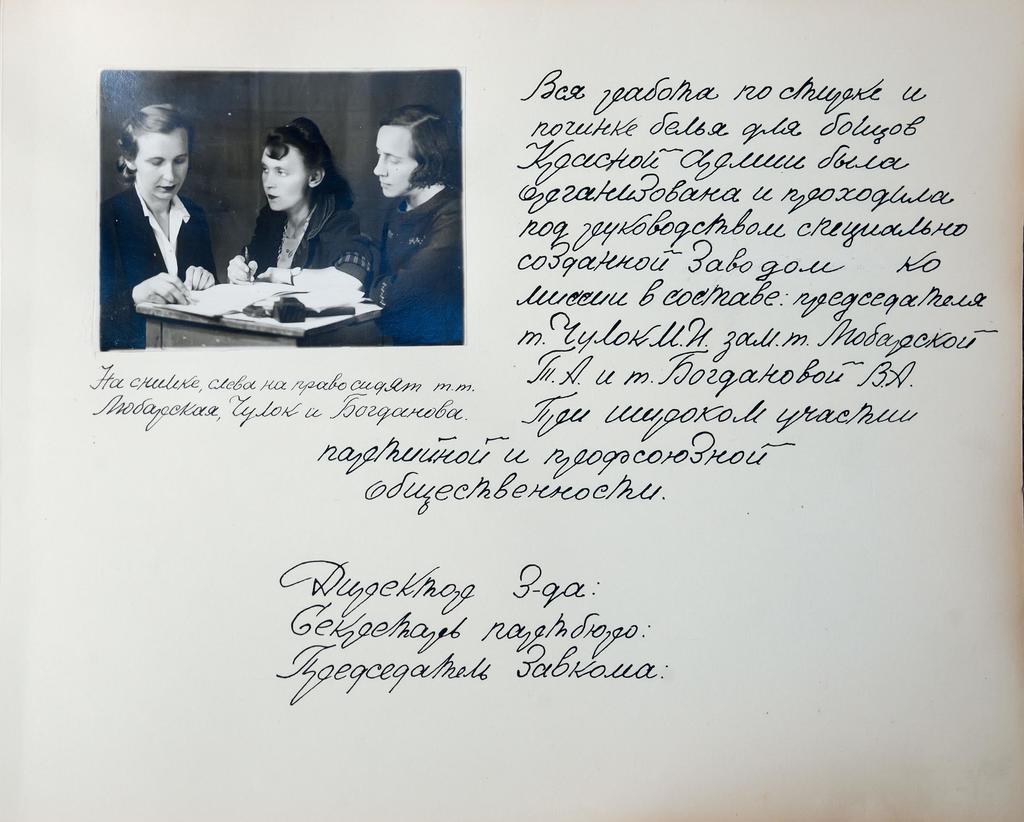 Вся работа по стирке и
починке белья для бойцов
Красной Армии была
организована и проходила
под руководством специально
созданной Заводом ко
миссии в составе: председателя
т. Чулок М.И. зам. т. Мобарской
Т.А. и т. Богдановой В.А.
При широком участии
партийной и профсоюзной
общественности.
На снимке, слева на право сидят т.т.
Мобарская, Чулок и Богданова.
Директор З-да:
Секретарь партбюро:
Председатель Завкома: